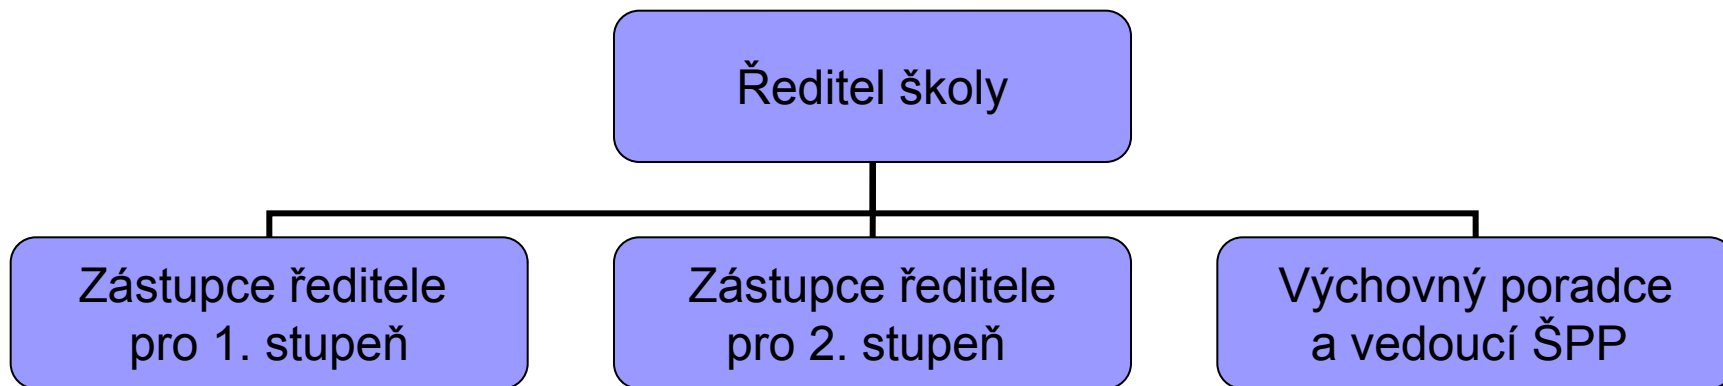 Ředitel školy
Zástupce ředitele
pro 1. stupeň
Zástupce ředitele
pro 2. stupeň
Výchovný poradce
a vedoucí ŠPP